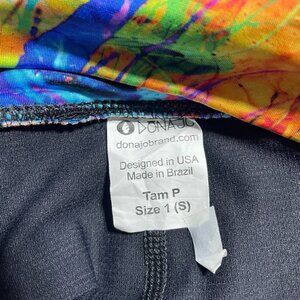 DONAJO
donajobrand.com
Designed in USA
Made in Brazil
Tam P
Size 1 (S)